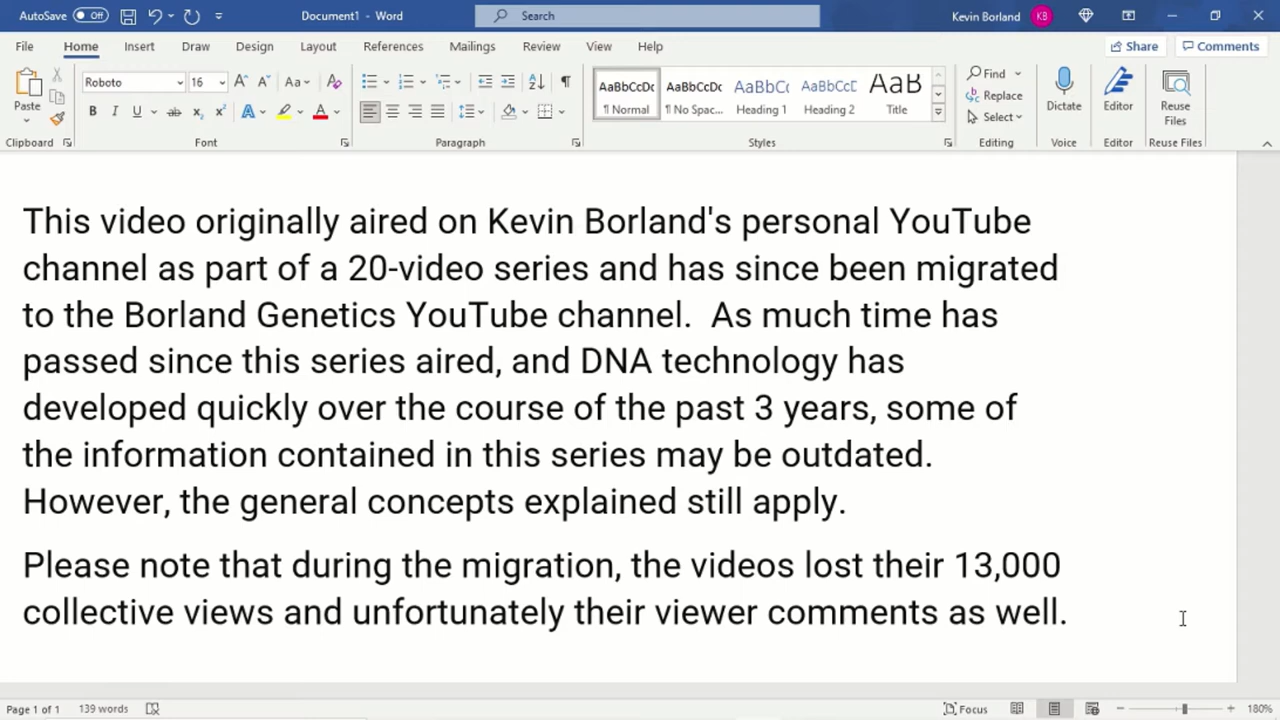 AutoSave Off Document1 - Word Search Kevin Borland KB
File Home Insert Draw Design Layout References Mailings Review View Help Share Comments
Paste Roboto 16 A A Aa A AaBbCcDc AaBbCcDc AaBbCc AaBbCcD AaB Find Replace Select Dictate Editor Reuse Files
B I U ab x₂ x² A A ¶ Normal ¶ No Spac... Heading 1 Heading 2 Title
Clipboard Font Paragraph Styles Editing Voice Editor Reuse Files
This video originally aired on Kevin Borland's personal YouTube
channel as part of a 20-video series and has since been migrated
to the Borland Genetics YouTube channel.  As much time has
passed since this series aired, and DNA technology has
developed quickly over the course of the past 3 years, some of
the information contained in this series may be outdated.
However, the general concepts explained still apply.
Please note that during the migration, the videos lost their 13,000
collective views and unfortunately their viewer comments as well.
Page 1 of 1 139 words Focus 180%